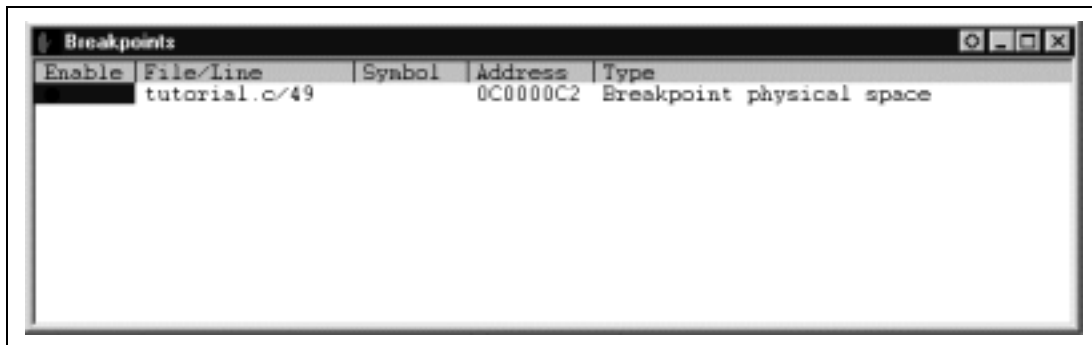 Breakpoints
Enable File/Line Symbol Address Type
tutorial.c/49 0C0000C2 Breakpoint physical space